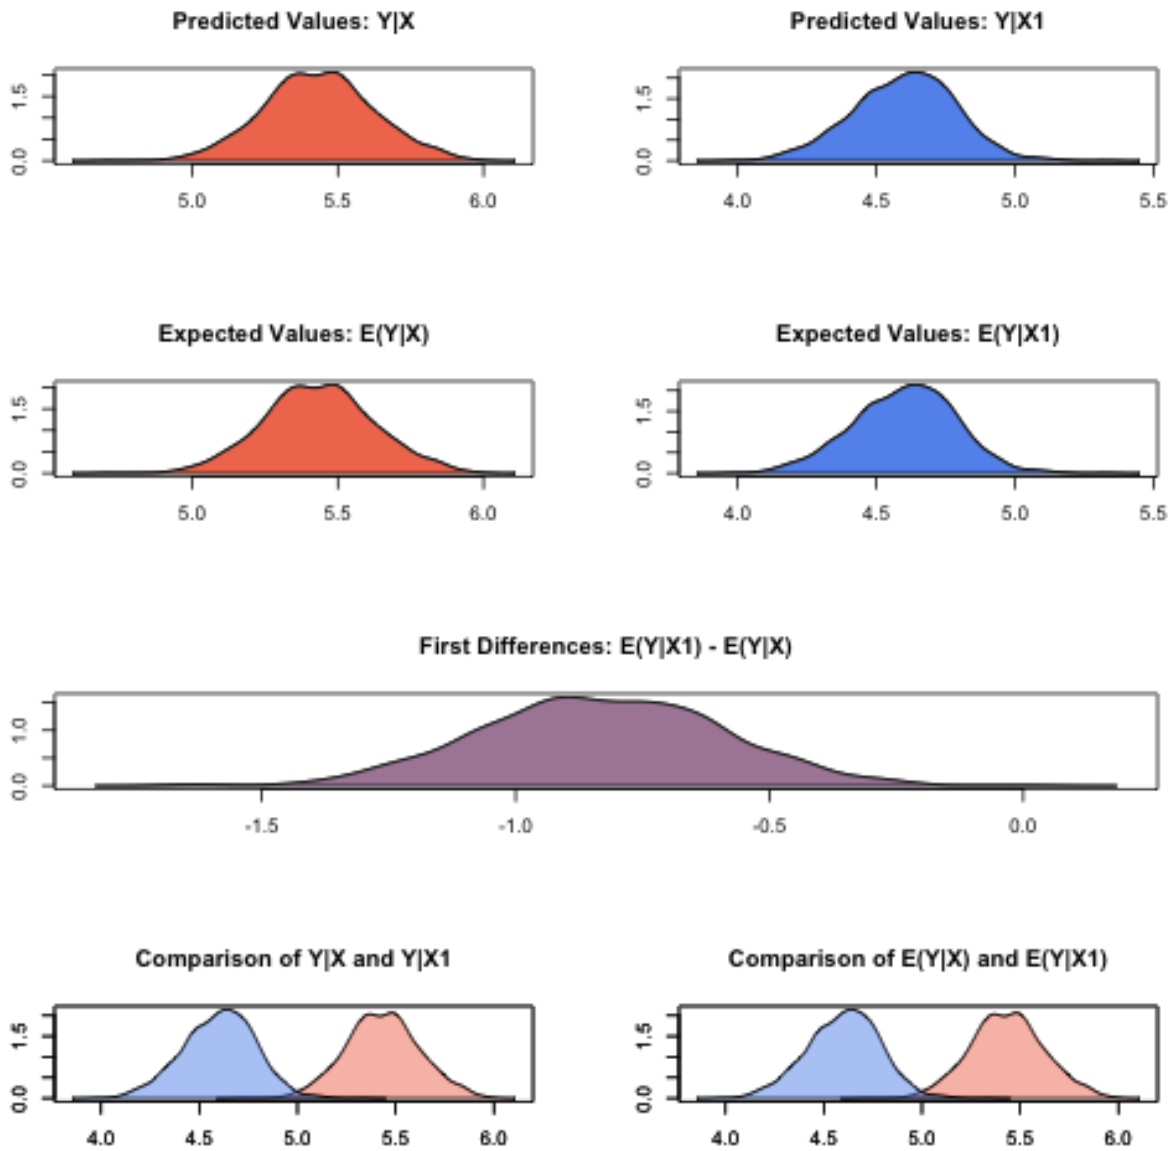 Predicted Values: Y|X
Predicted Values: Y|X1
0.0 1.5
5.0 5.5 6.0
0.0 1.5
4.0 4.5 5.0 5.5
Expected Values: E(Y|X)
Expected Values: E(Y|X1)
0.0 1.5
5.0 5.5 6.0
0.0 1.5
4.0 4.5 5.0 5.5
First Differences: E(Y|X1) - E(Y|X)
0.0 1.0
-1.5 -1.0 -0.5 0.0
Comparison of Y|X and Y|X1
Comparison of E(Y|X) and E(Y|X1)
0.0 1.5
4.0 4.5 5.0 5.5 6.0
0.0 1.5
4.0 4.5 5.0 5.5 6.0